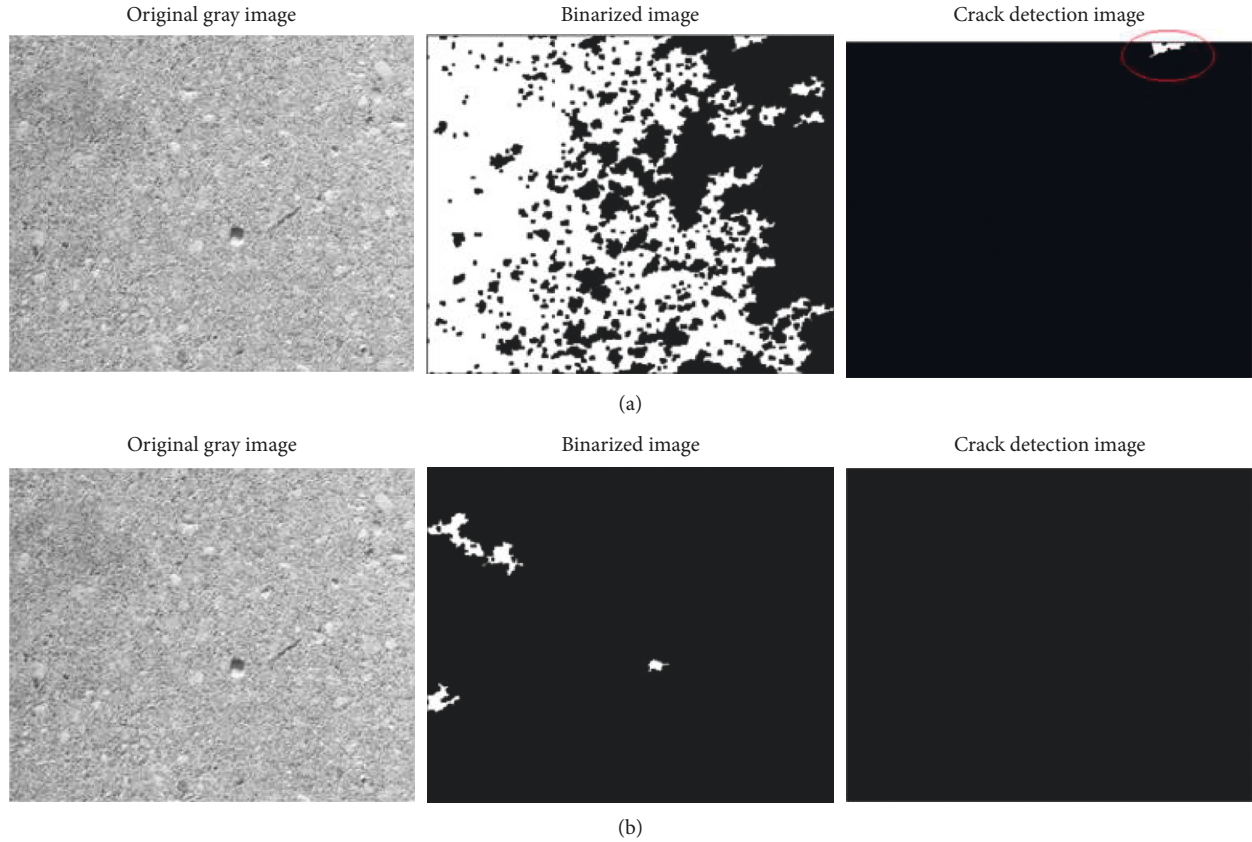 Original gray image
Binarized image
Crack detection image
(a)
Original gray image
Binarized image
Crack detection image
(b)